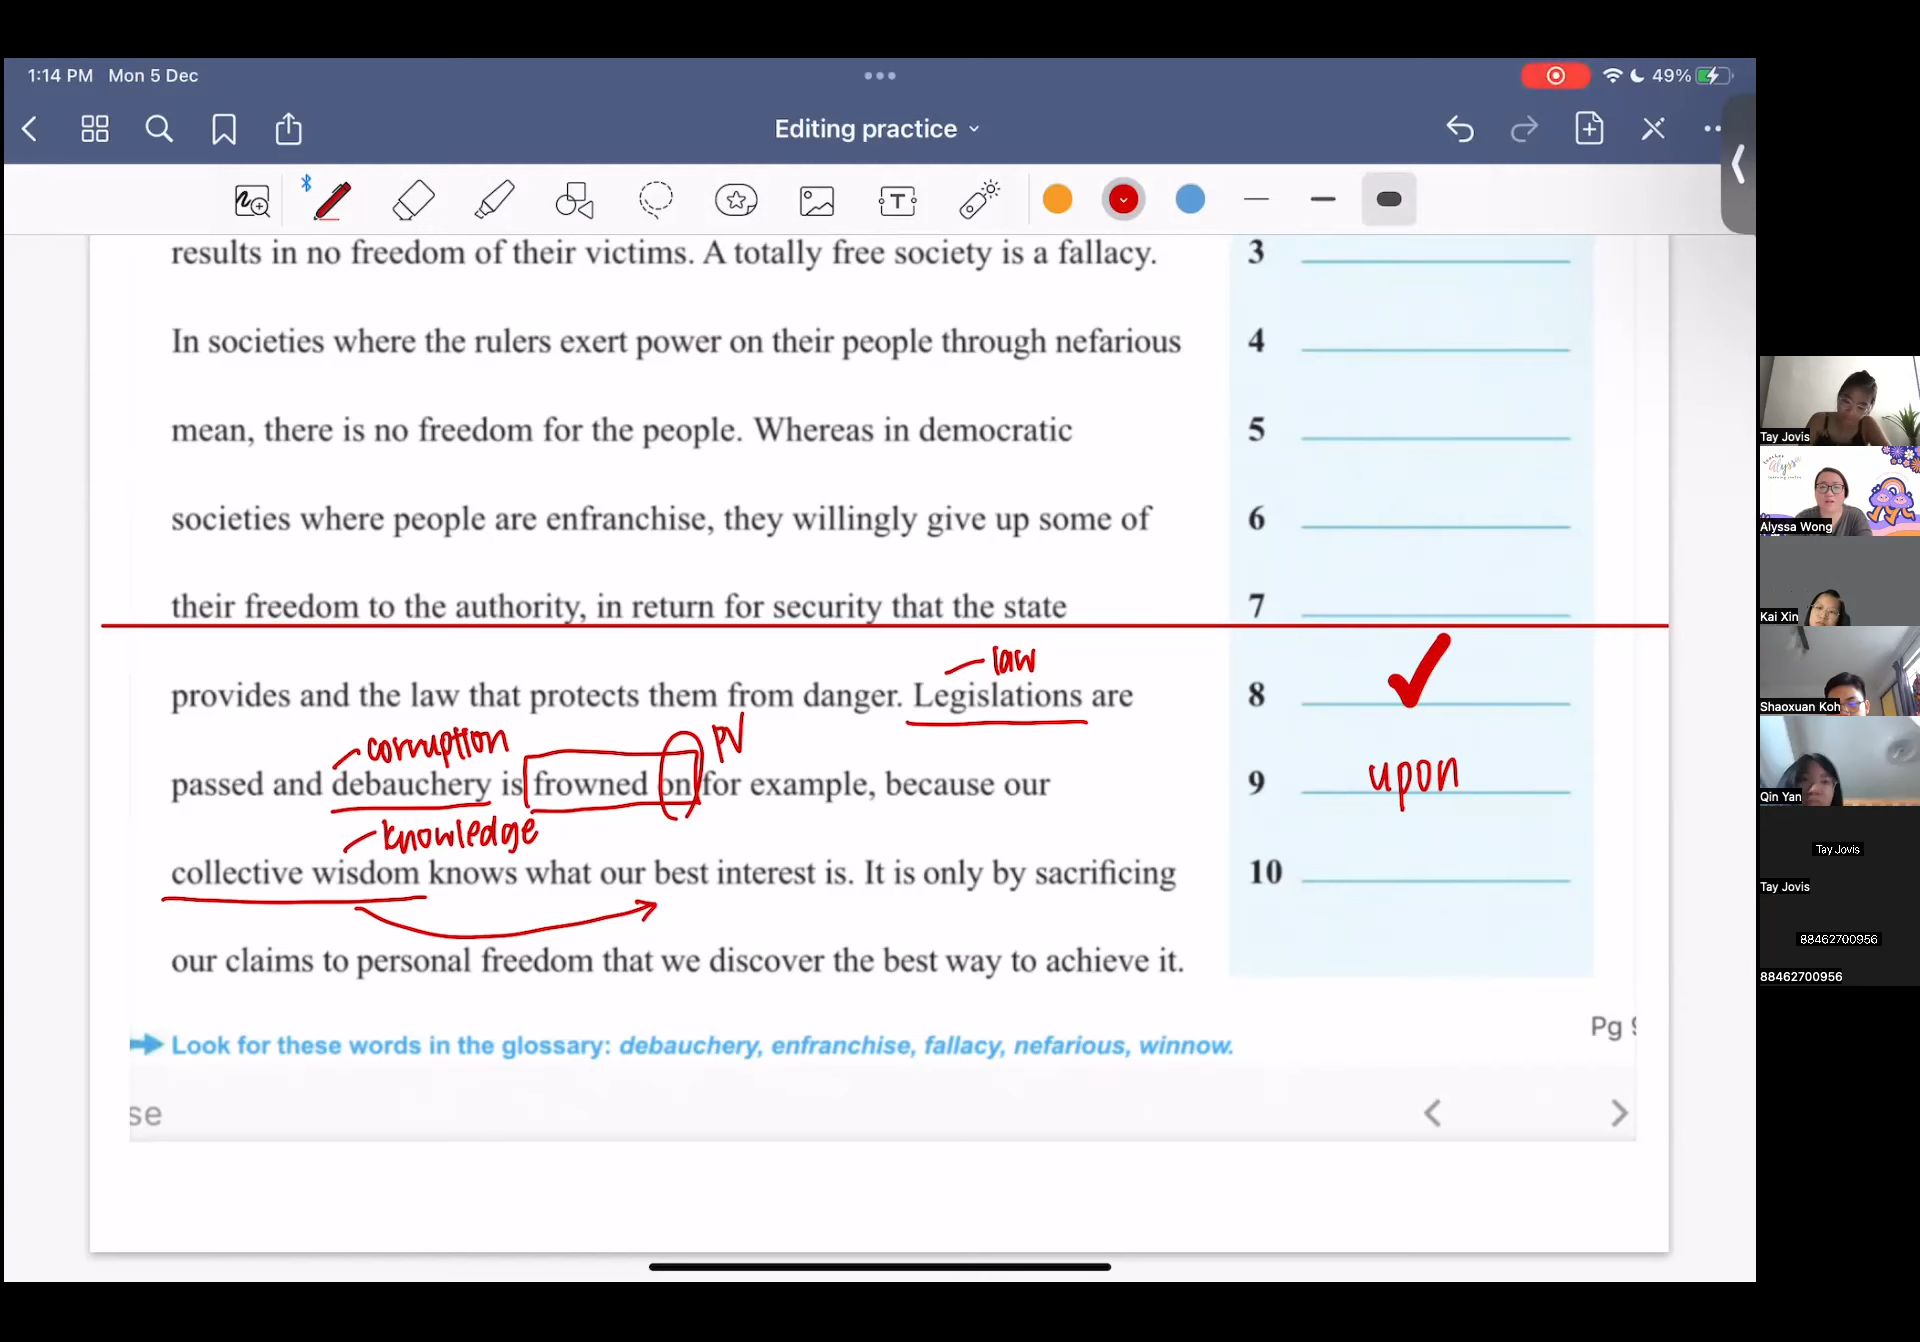 1:14 PM Mon 5 Dec
49%
Editing practice
results in no freedom of their victims. A totally free society is a fallacy.
3
In societies where the rulers exert power on their people through nefarious
4
mean, there is no freedom for the people. Whereas in democratic
5
societies where people are enfranchise, they willingly give up some of
6
their freedom to the authority, in return for security that the state
7
law
provides and the law that protects them from danger. Legislations are
8
corruption
PV
passed and debauchery is frowned on for example, because our
9 upon
knowledge
collective wisdom knows what our best interest is. It is only by sacrificing
10
our claims to personal freedom that we discover the best way to achieve it.
Look for these words in the glossary: debauchery, enfranchise, fallacy, nefarious, winnow.
Pg
se
Tay Jovis
Alyssa Wong
Kai Xin
Shaoxuan Koh
Qin Yan
Tay Jovis
Tay Jovis
88462700956
88462700956